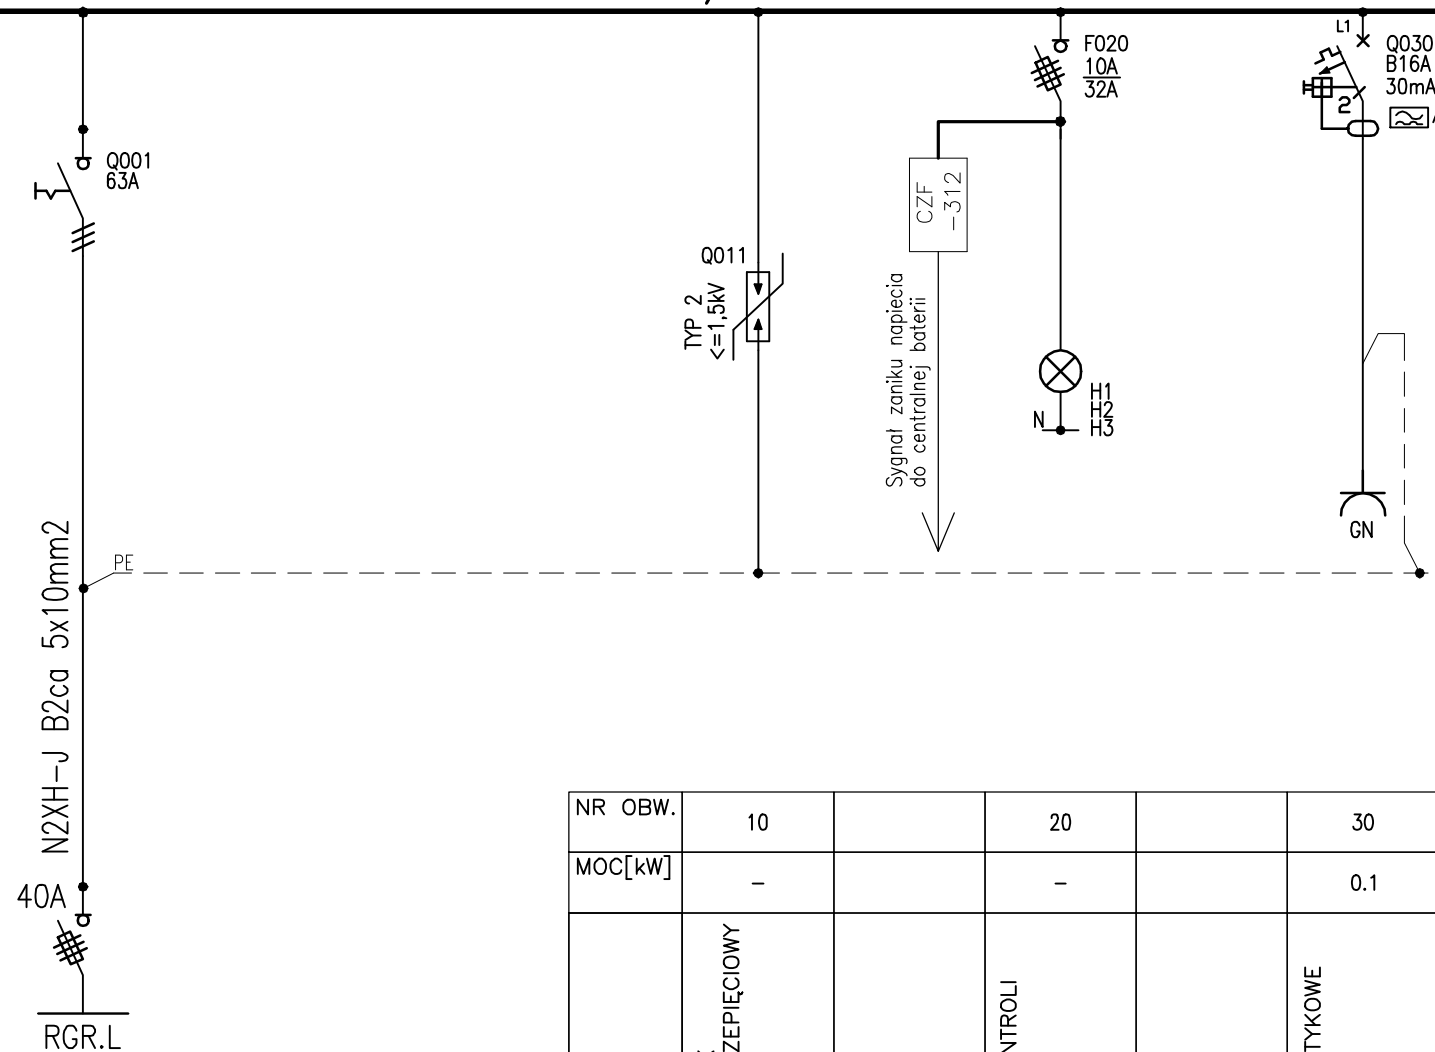 L1
Q030
B16A
30mA
2
F020
10A
32A
Q001
63A
CZF
-312
Q011
TYP 2
<=1,5kV
Sygnał zaniku napiecia
do centralnej baterii
H1
H2
H3
N
GN
PE
N2XH-J B2ca 5x10mm2
40A
RGR.L
NR OBW. 10 20 30
MOC[kW] - - 0.1
ZEPIĘCIOWY
NTROLI
TYKOWE